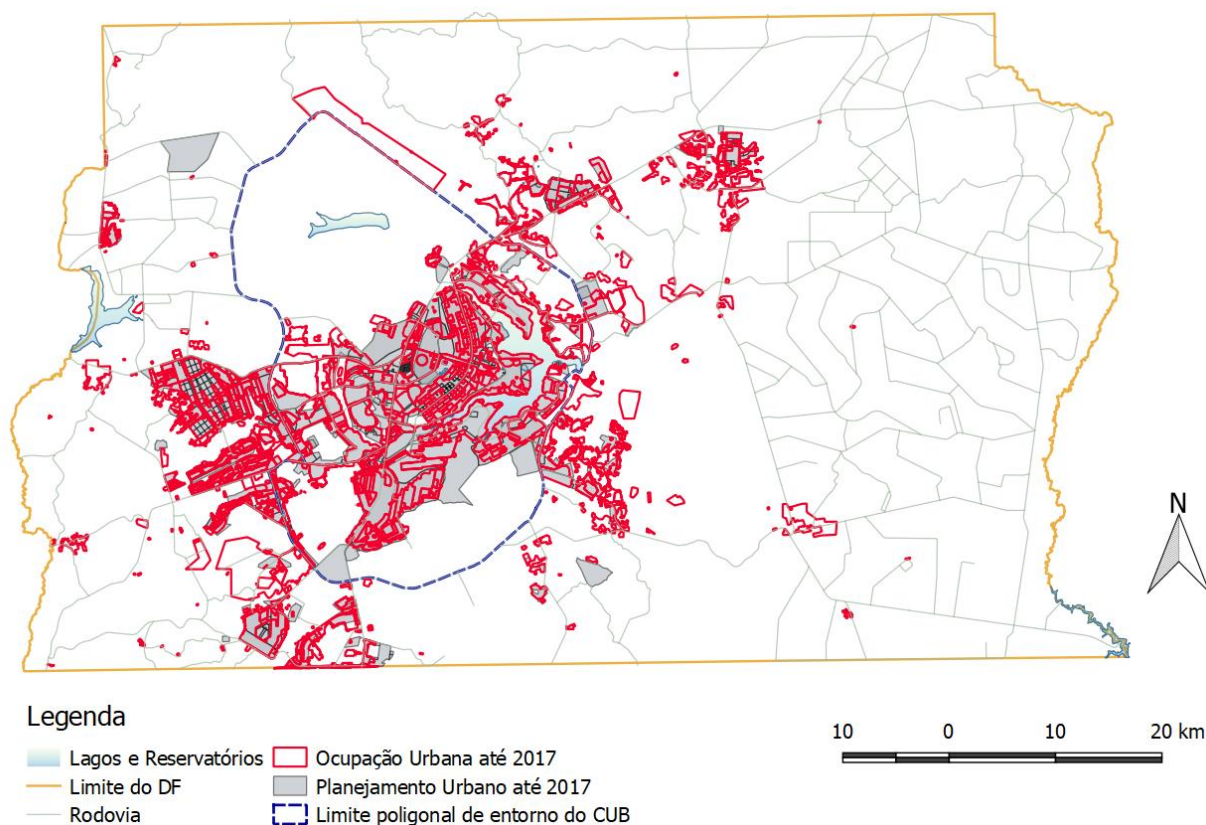 N
Legenda
Lagos e Reservatórios
Limite do DF
Rodovia
Ocupação Urbana até 2017
Planejamento Urbano até 2017
Limite poligonal de entorno do CUB
10 0 10 20 km